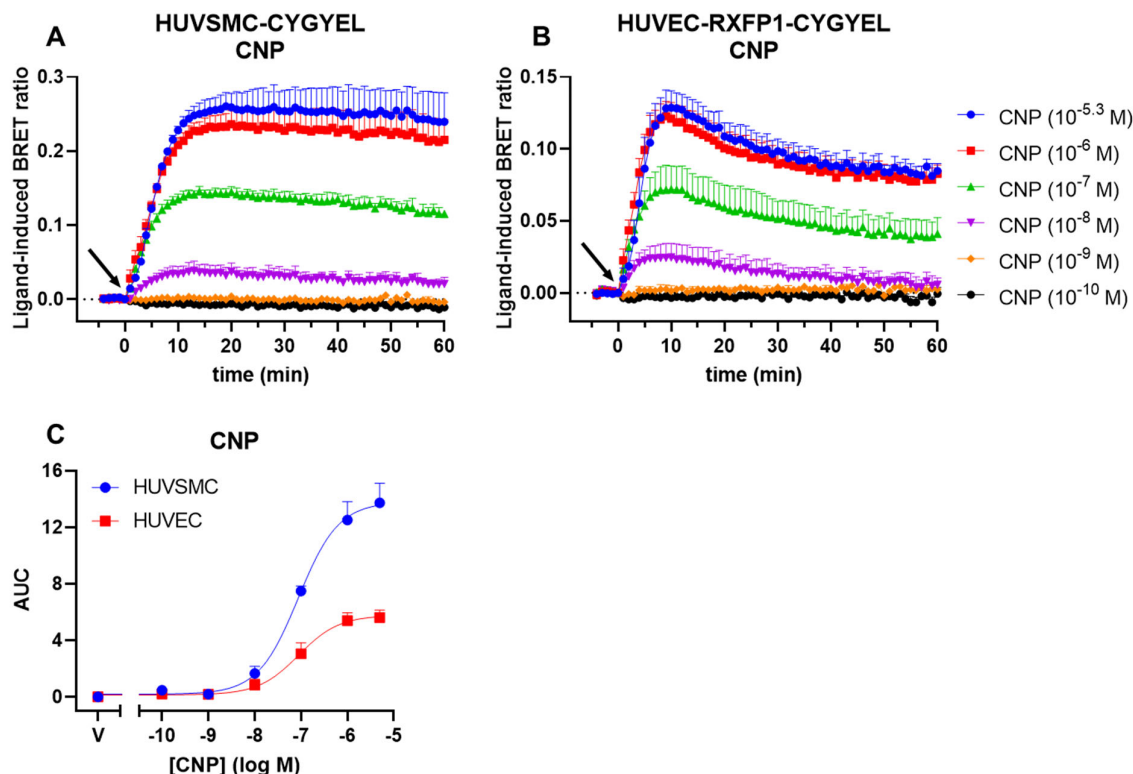 A
HUVSMC-CYGYEL
CNP
Ligand-induced BRET ratio
0.3
0.2
0.1
0.0
0 10 20 30 40 50 60
time (min)
B
HUVEC-RXFP1-CYGYEL
CNP
Ligand-induced BRET ratio
0.15
0.10
0.05
0.00
0 10 20 30 40 50 60
time (min)
CNP (10-5.3 M)
CNP (10-6 M)
CNP (10-7 M)
CNP (10-8 M)
CNP (10-9 M)
CNP (10-10 M)
C
CNP
HUVSMC
HUVEC
AUC
16
12
8
4
0
V -10 -9 -8 -7 -6 -5
[CNP] (log M)